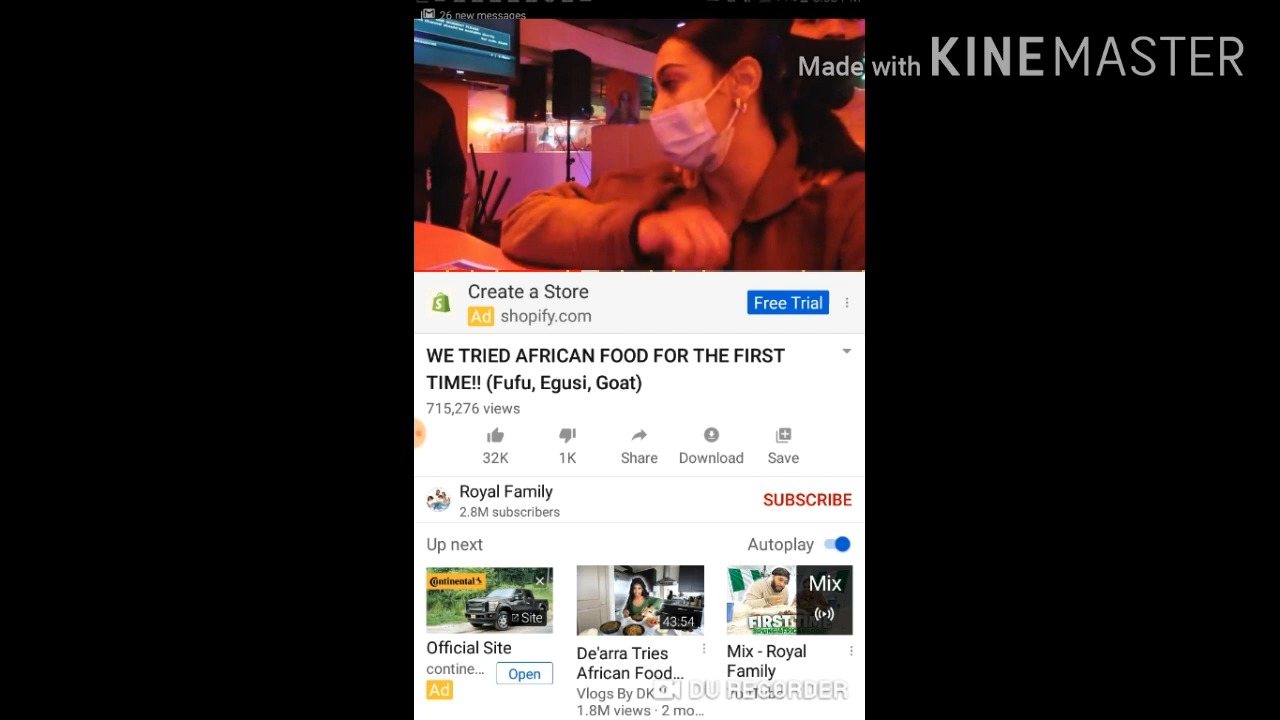 26 new messages
Made with KINEMASTER
Create a Store
Free Trial
Ad shopify.com
WE TRIED AFRICAN FOOD FOR THE FIRST
TIME!! (Fufu, Egusi, Goat)
715,276 views
32K
1K
Share
Download
Save
Royal Family
2.8M subscribers
SUBSCRIBE
Up next
Autoplay
Continental
Site
Official Site
contine...
Ad
Open
43:54
De'arra Tries
African Food...
Vlogs By DK
1.8M views · 2 mo...
Mix
FIRST TIME
Mix - Royal
Family
YouTube
DU RECORDER